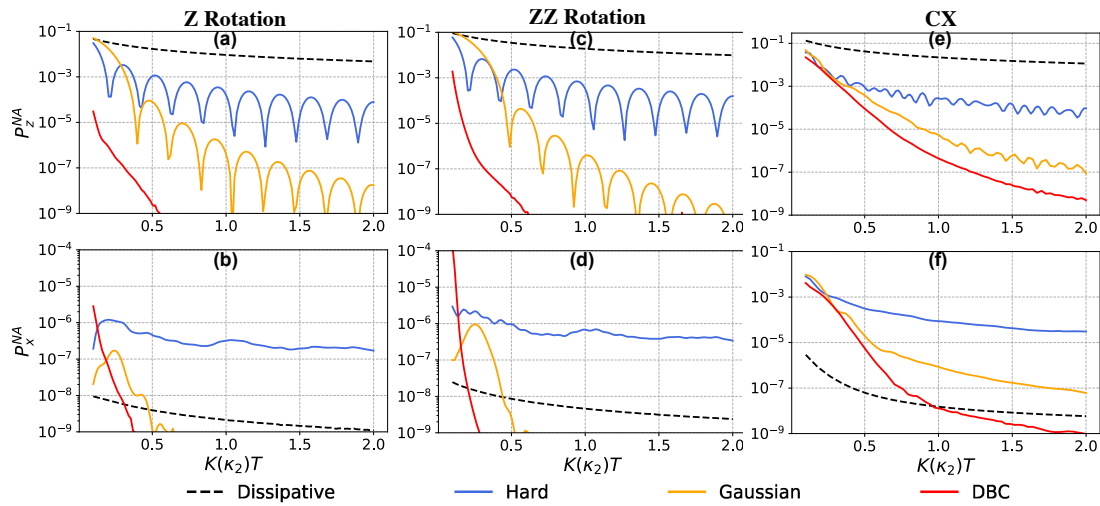 Z Rotation ZZ Rotation CX
(a) (c) (e)
10^{-1} 10^{-1} 10^{-1}
10^{-3} 10^{-3} 10^{-3}
10^{-5} 10^{-5} 10^{-5}
10^{-7} 10^{-7} 10^{-7}
10^{-9} 10^{-9} 10^{-9}
P_z^{NA}
0.5 1.0 1.5 2.0 0.5 1.0 1.5 2.0 0.5 1.0 1.5 2.0
(b) (d) (f)
10^{-4} 10^{-4} 10^{-1}
10^{-5} 10^{-5} 10^{-3}
10^{-6} 10^{-6} 10^{-5}
10^{-7} 10^{-7} 10^{-7}
10^{-8} 10^{-8} 10^{-9}
10^{-9} 10^{-9}
P_x^{NA}
0.5 1.0 1.5 2.0 0.5 1.0 1.5 2.0 0.5 1.0 1.5 2.0
K(κ_2)T K(κ_2)T K(κ_2)T
Dissipative Hard Gaussian DBC